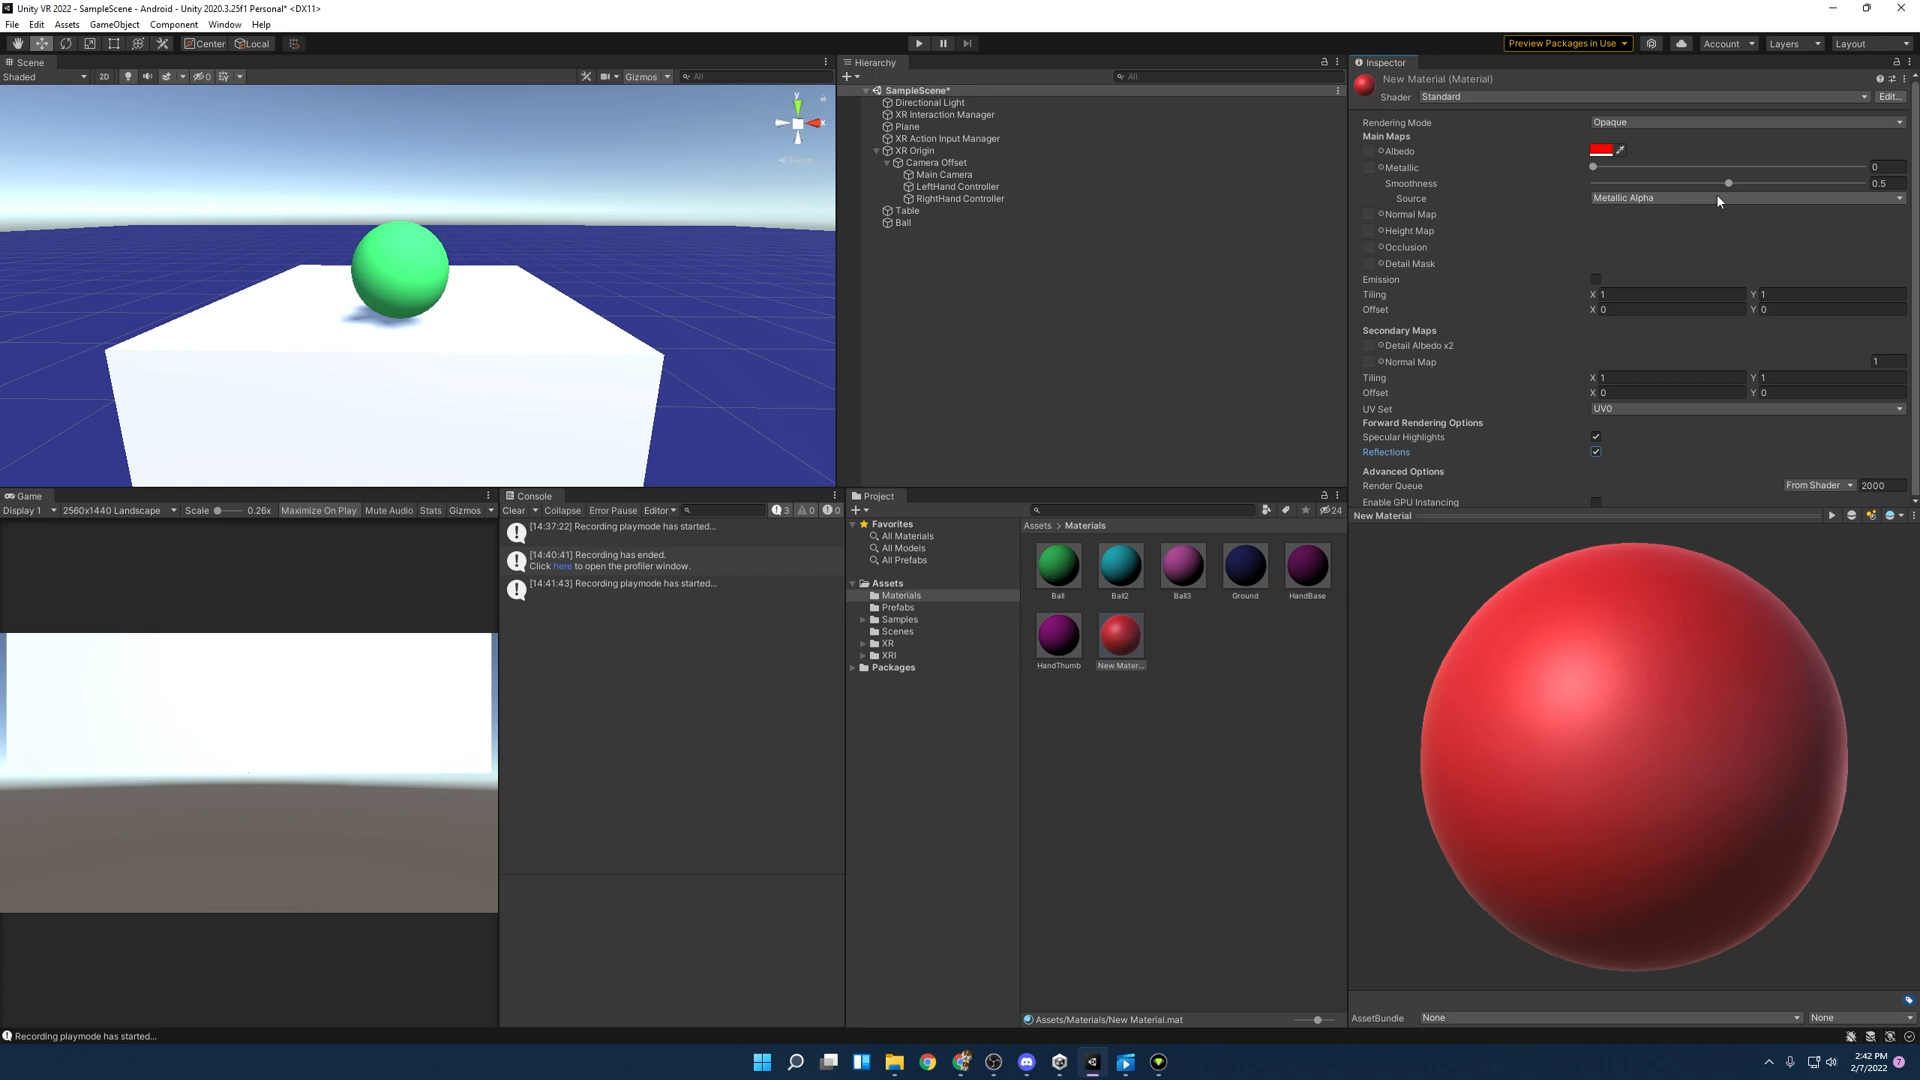 Unity VR 2022 - SampleScene - Android - Unity 2020.3.25f1 Personal* <DX11>
File Edit Assets GameObject Component Window Help
Center Local
Preview Packages in Use Account Layers Layout
Scene
Shaded 2D 0 Gizmos All
y
x
Persp
Hierarchy
All
SampleScene*
Directional Light
XR Interaction Manager
Plane
XR Action Input Manager
XR Origin
Camera Offset
Main Camera
LeftHand Controller
RightHand Controller
Table
Ball
Inspector
New Material (Material)
Shader Standard Edit...
Rendering Mode Opaque
Main Maps
Albedo
Metallic 0
Smoothness 0.5
Source Metallic Alpha
Normal Map
Height Map
Occlusion
Detail Mask
Emission
Tiling X 1 Y 1
Offset X 0 Y 0
Secondary Maps
Detail Albedo x2
Normal Map 1
Tiling X 1 Y 1
Offset X 0 Y 0
UV Set UV0
Forward Rendering Options
Specular Highlights
Reflections
Advanced Options
Render Queue From Shader 2000
Enable GPU Instancing
New Material
AssetBundle None None
Game
Display 1 2560x1440 Landscape Scale 0.26x Maximize On Play Mute Audio Stats Gizmos
Console
Clear Collapse Error Pause Editor 3 0 0
[14:37:22] Recording playmode has started...
[14:40:41] Recording has ended.
Click here to open the profiler window.
[14:41:43] Recording playmode has started...
Project
24
Favorites
All Materials
All Models
All Prefabs
Assets
Materials
Prefabs
Samples
Scenes
XR
XRI
Packages
Assets > Materials
Ball Ball2 Ball3 Ground HandBase
HandThumb New Mater...
Assets/Materials/New Material.mat
Recording playmode has started...
2:42 PM
2/7/2022
7